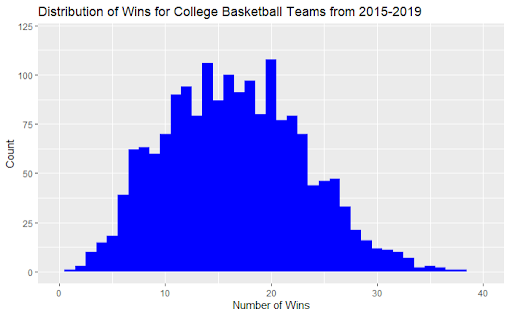 Distribution of Wins for College Basketball Teams from 2015-2019
125
100
75
50
25
0
Count
0 10 20 30 40
Number of Wins